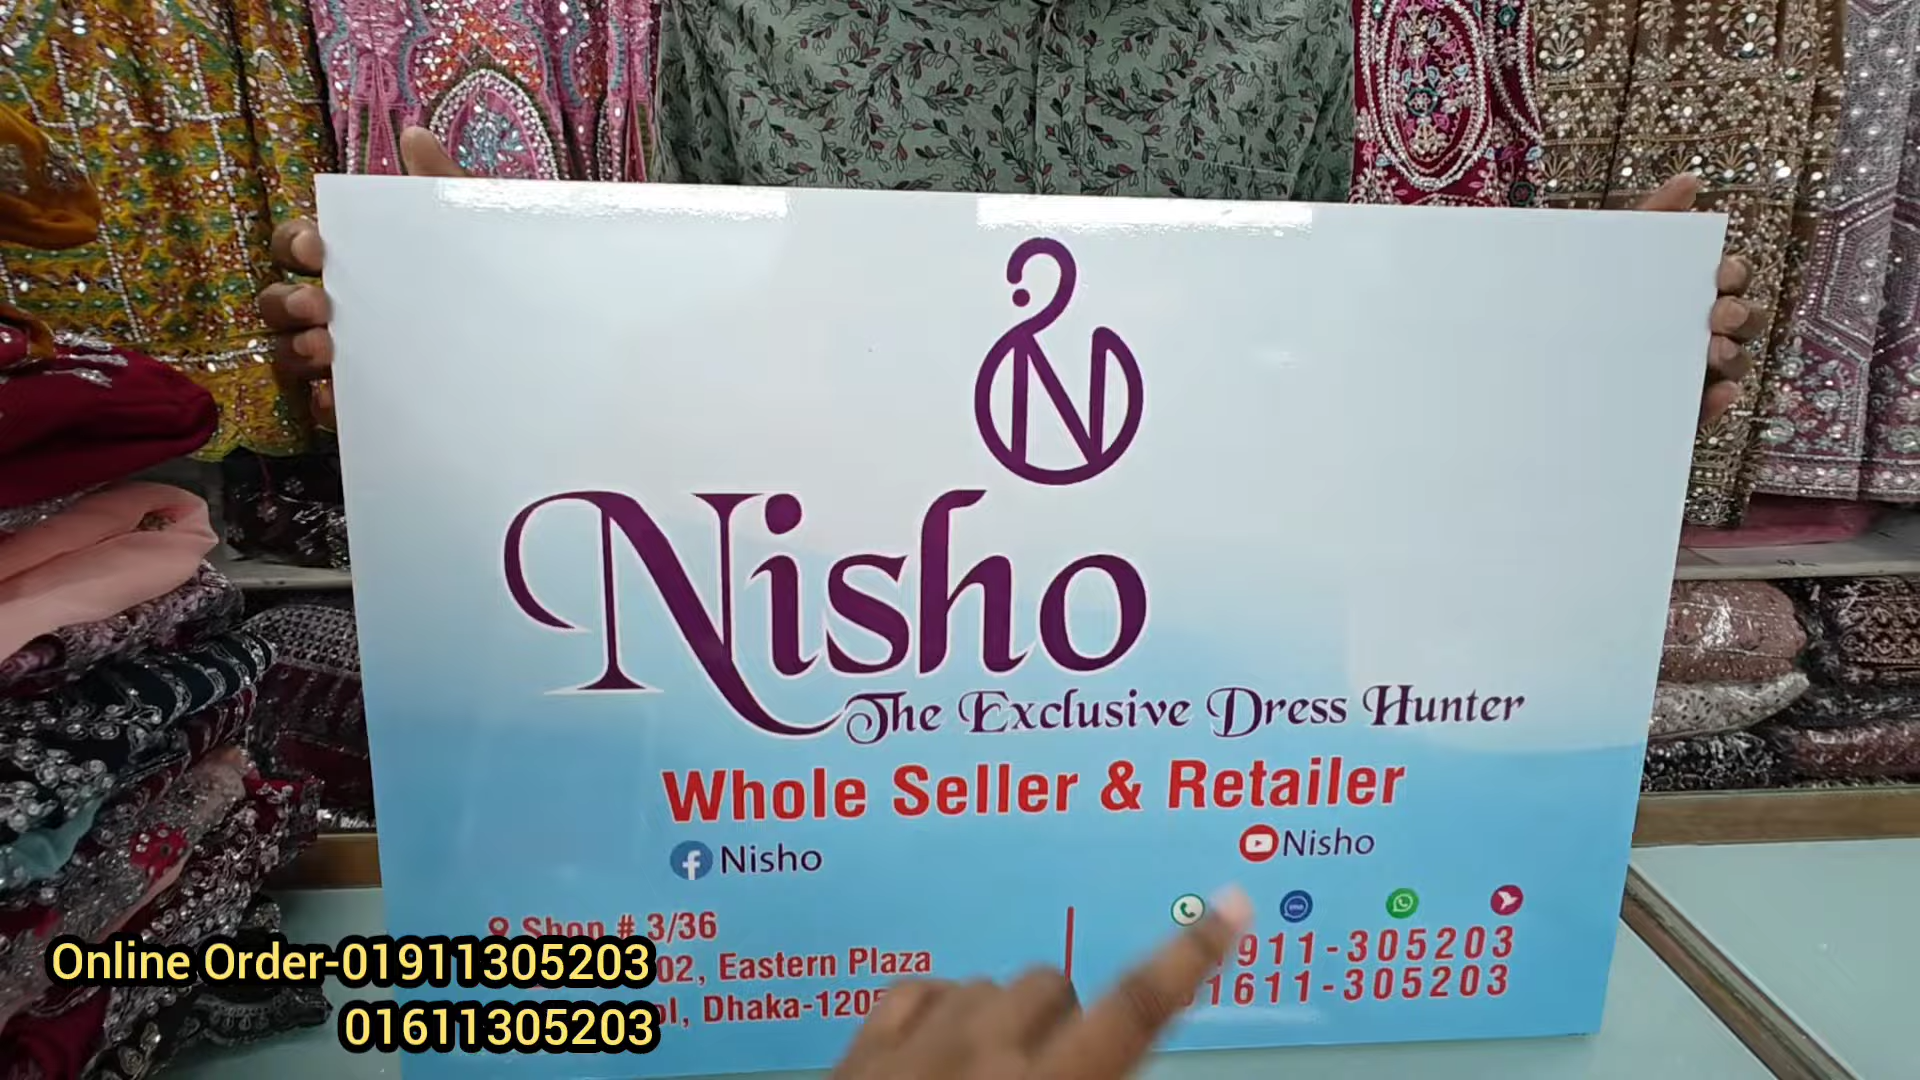 N
Nisho
The Exclusive Dress Hunter
Whole Seller & Retailer
Nisho
Nisho
Shop # 3/36
02, Eastern Plaza
Dhaka-1205
911-305203
1611-305203
Online Order-01911305203
01611305203